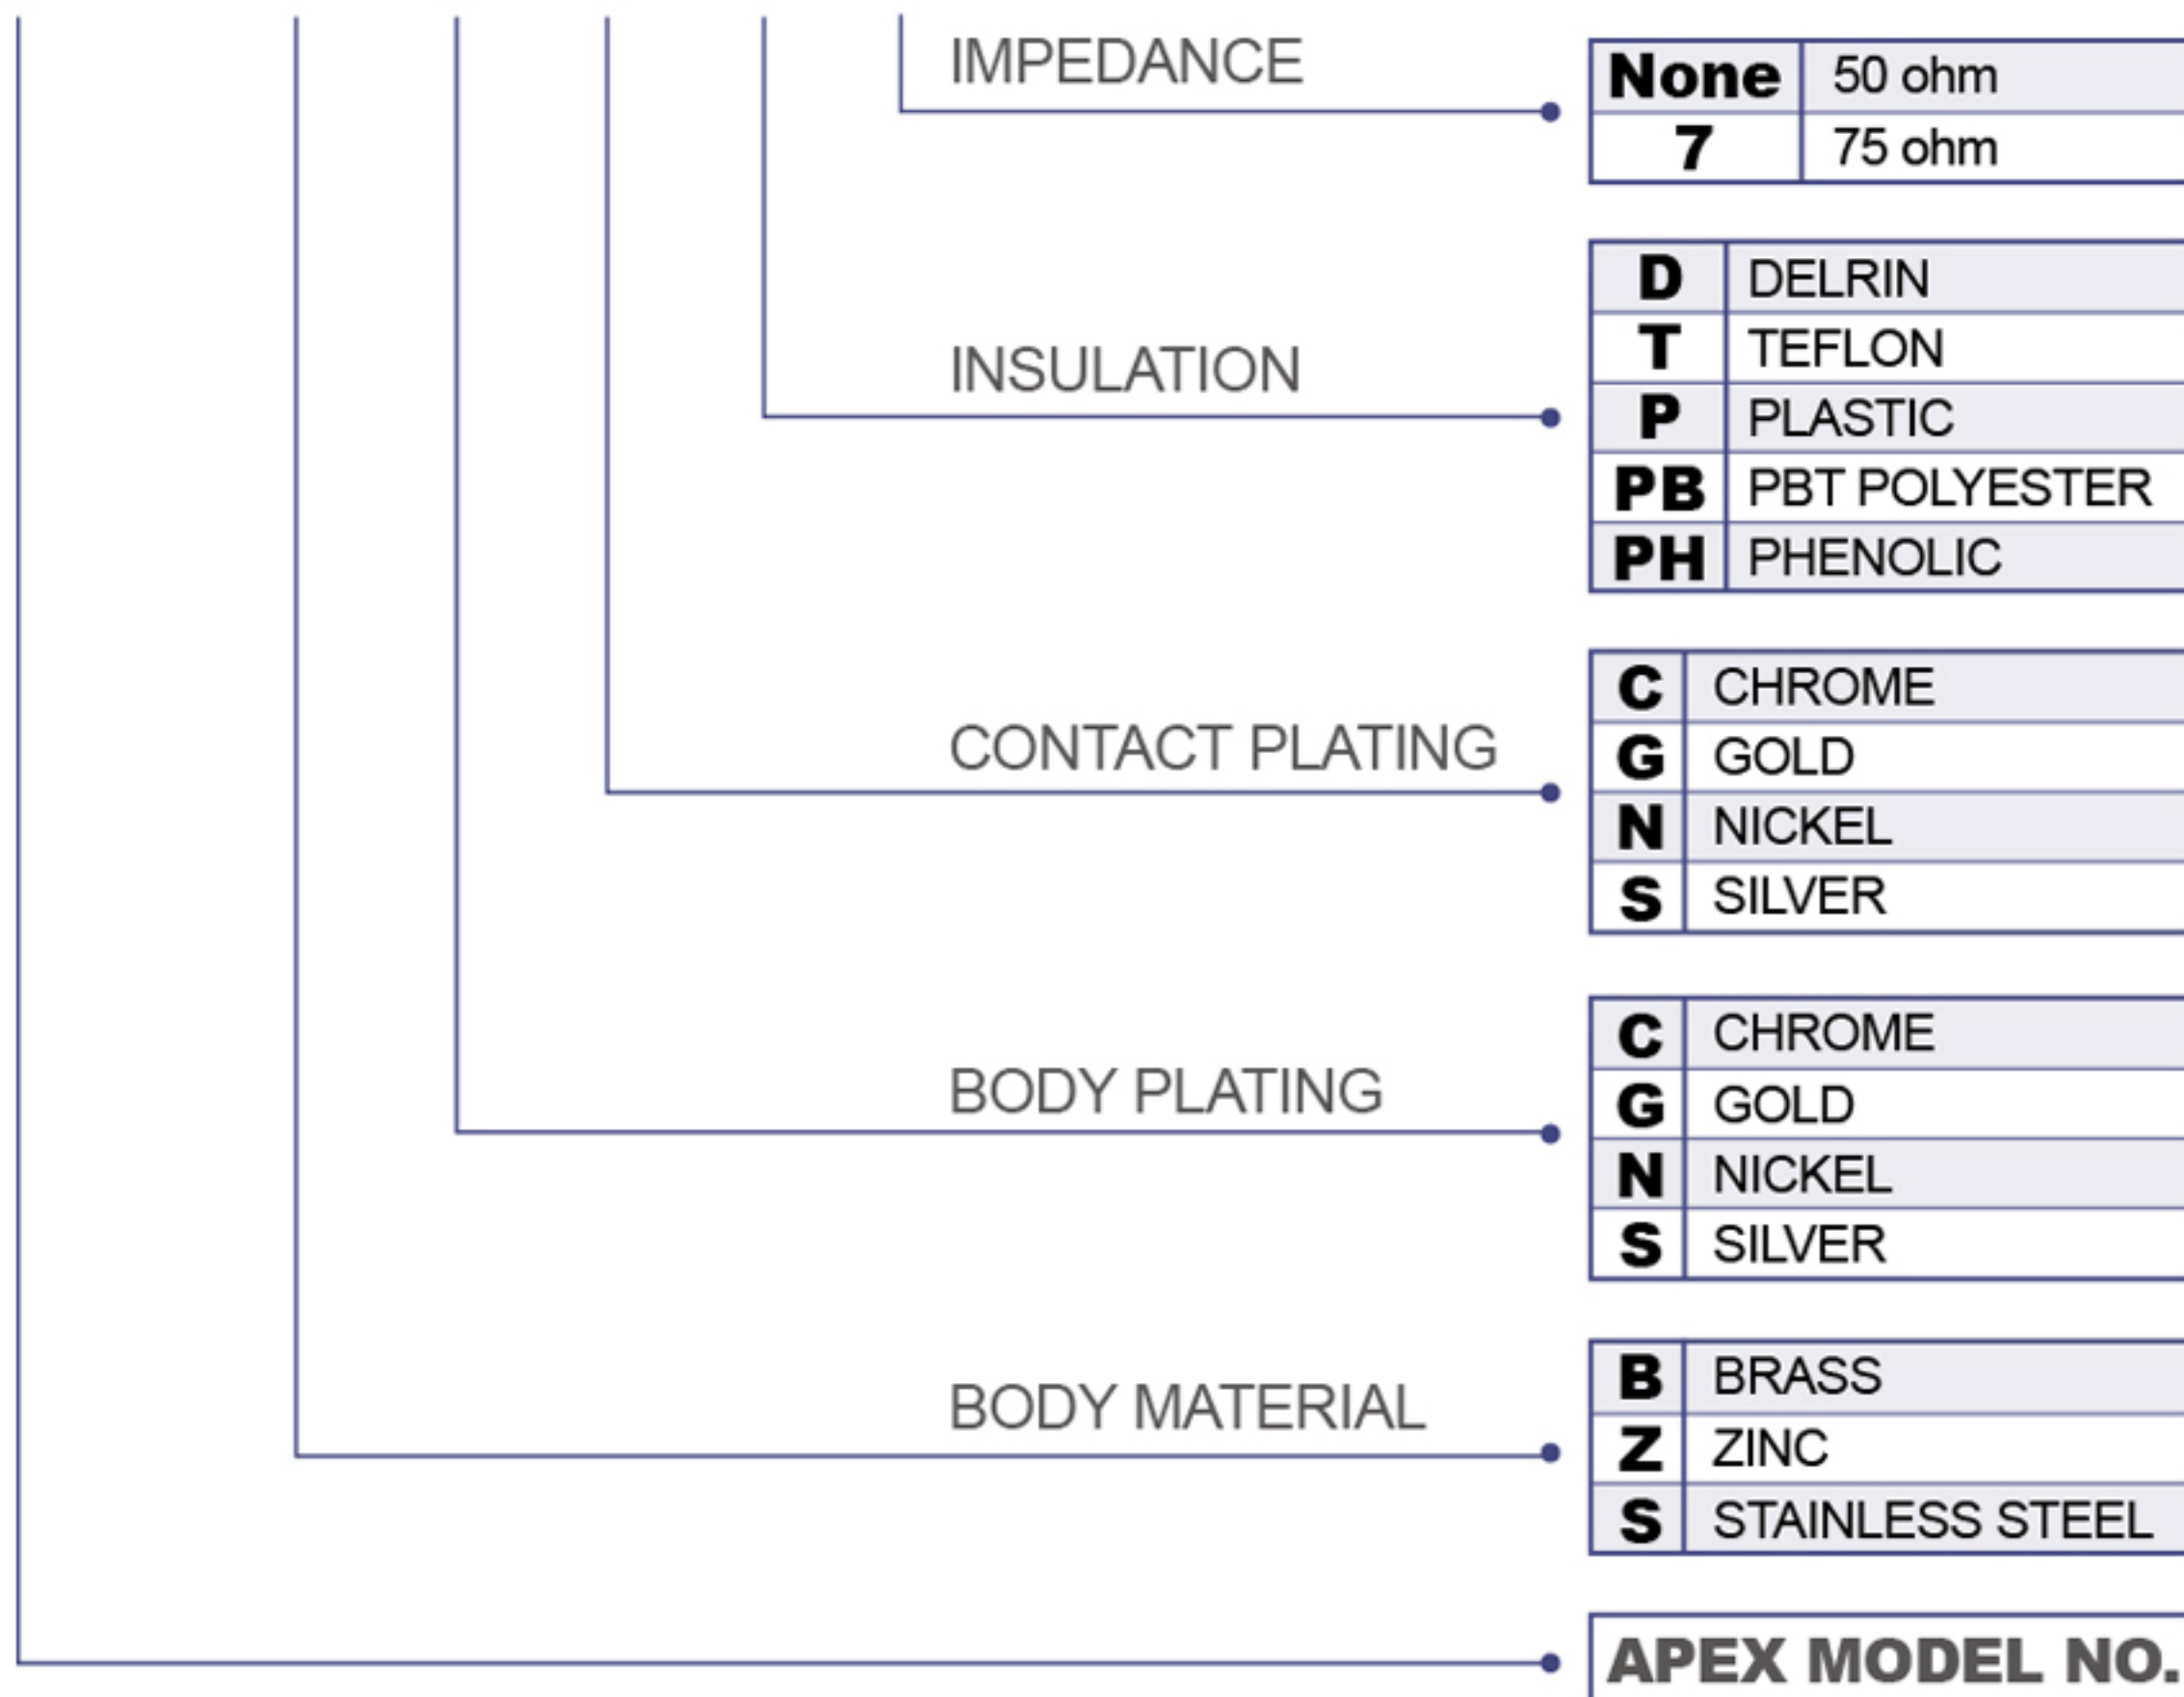 IMPEDANCE
None 50 ohm
7 75 ohm
INSULATION
D DELRIN
T TEFLON
P PLASTIC
PB PBT POLYESTER
PH PHENOLIC
CONTACT PLATING
C CHROME
G GOLD
N NICKEL
S SILVER
BODY PLATING
C CHROME
G GOLD
N NICKEL
S SILVER
BODY MATERIAL
B BRASS
Z ZINC
S STAINLESS STEEL
APEX MODEL NO.